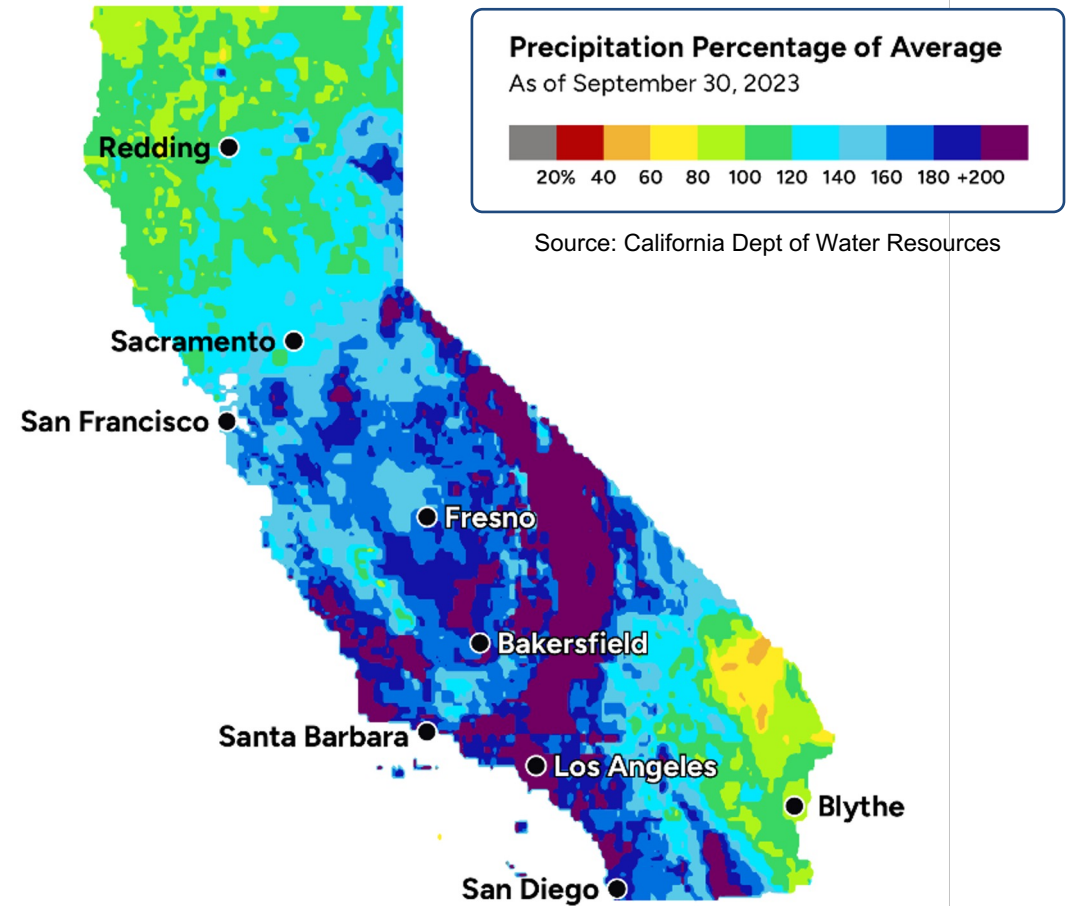 Precipitation Percentage of Average
As of September 30, 2023
20% 40 60 80 100 120 140 160 180 +200
Source: California Dept of Water Resources
Redding
Sacramento
San Francisco
Fresno
Bakersfield
Santa Barbara
Los Angeles
Blythe
San Diego